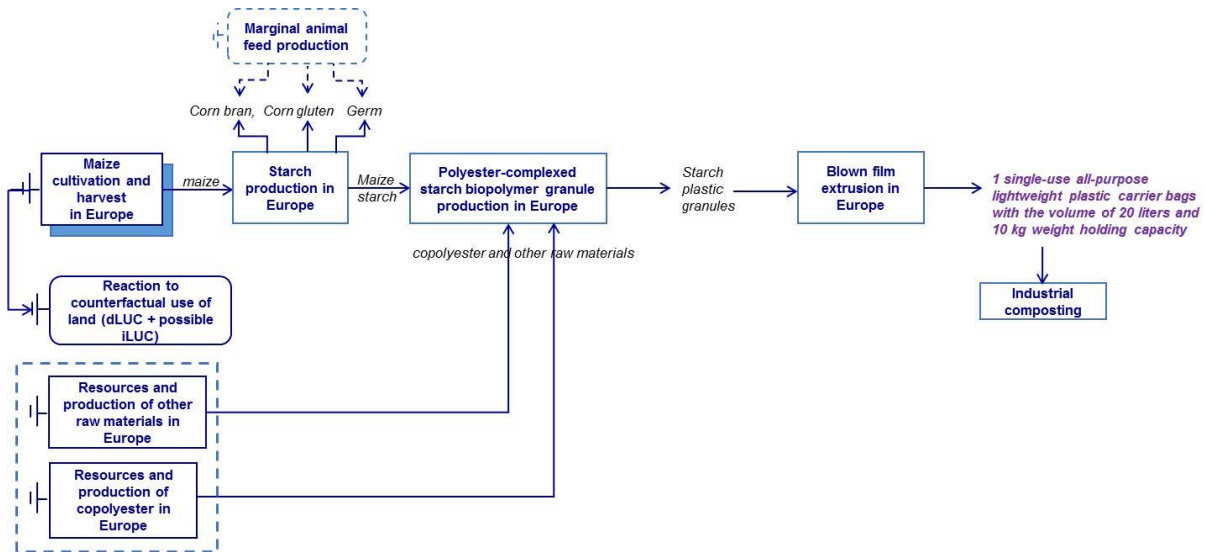 Marginal animal
feed production
Corn bran, Corn gluten Germ
Maize
cultivation and
harvest
in Europe
maize
Starch
production in
Europe
Maize
starch
Polyester-complexed
starch biopolymer granule
production in Europe
Starch
plastic
granules
Blown film
extrusion in
Europe
1 single-use all-purpose
lightweight plastic carrier bags
with the volume of 20 liters and
10 kg weight holding capacity
copolyester and other raw materials
Industrial
composting
Reaction to
counterfactual use of
land (dLUC + possible
iLUC)
Resources and
production of other
raw materials in
Europe
Resources and
production of
copolyester in
Europe